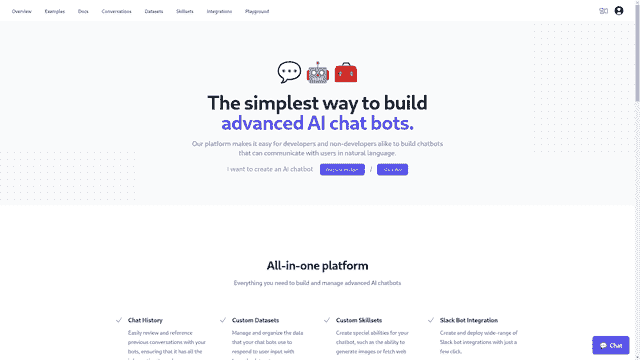 Overview Examples Docs Conversations Datasets Skillsets Integrations Playground
The simplest way to build
advanced AI chat bots.
Our platform makes it easy for developers and non-developers alike to build chatbots
that can communicate with users in natural language.
I want to create an AI chatbot /
All-in-one platform
Everything you need to build and manage advanced AI chatbots
Chat History
Easily review and reference
previous conversations with your
bots, ensuring that it has all the
Custom Datasets
Manage and organize the data
that your chat bots use to
respond to user input with
Custom Skillsets
Create special abilities for your
chatbot, such as the ability to
generate images or fetch web
Slack Bot Integration
Create and deploy wide-range of
Slack bot integrations with just a
few click.
Chat